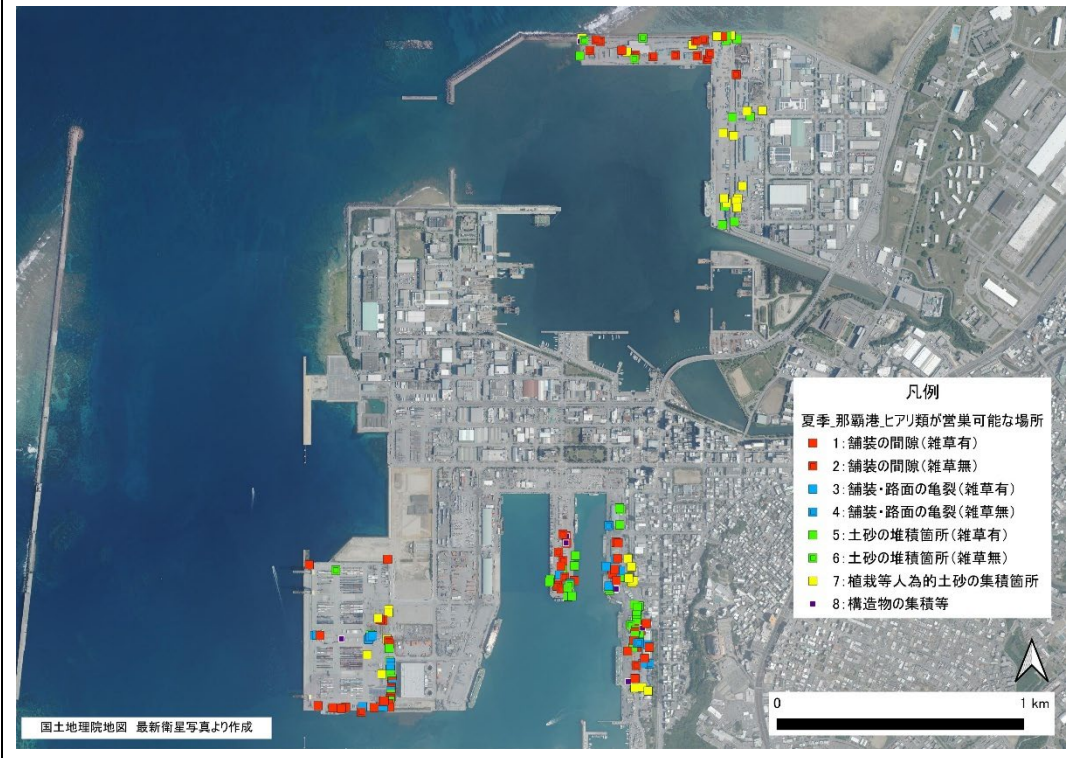 凡例
夏季_那覇港_ヒアリ類が営巣可能な場所
1:舗装の間隙(雑草有)
2:舗装の間隙(雑草無)
3:舗装・路面の亀裂(雑草有)
4:舗装・路面の亀裂(雑草無)
5:土砂の堆積箇所(雑草有)
6:土砂の堆積箇所(雑草無)
7:植栽等人為的土砂の集積箇所
8:構造物の集積等
0 1 km
国土地理院地図 最新衛星写真より作成